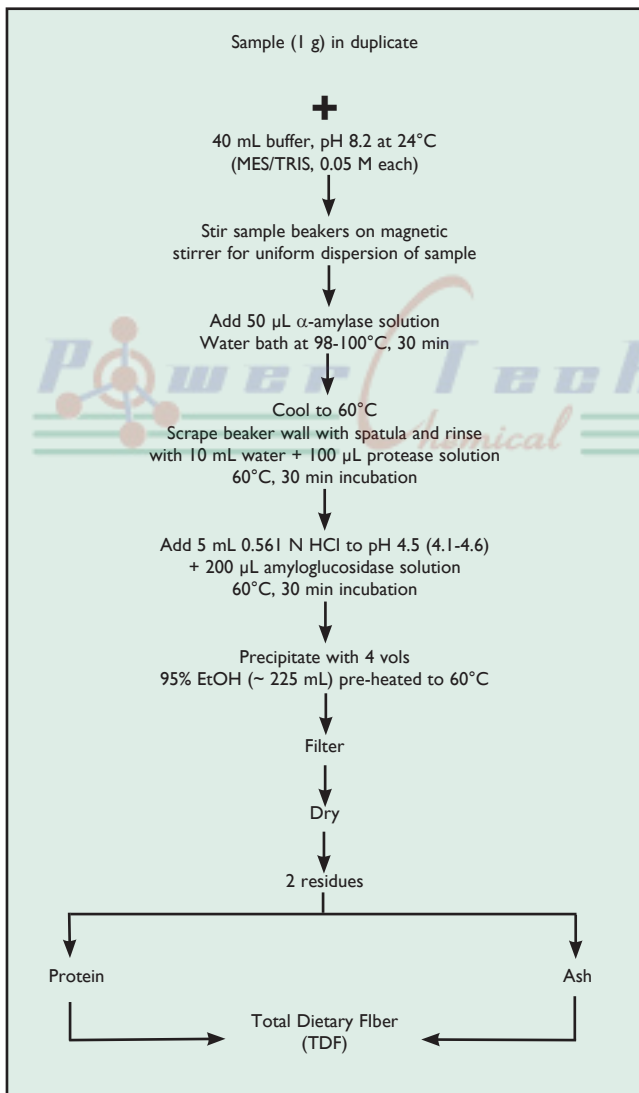 Sample (1 g) in duplicate
+
40 mL buffer, pH 8.2 at 24°C
(MES/TRIS, 0.05 M each)
Stir sample beakers on magnetic
stirrer for uniform dispersion of sample
Add 50 µL α-amylase solution
Water bath at 98-100°C, 30 min
Power Tech
Chemical
Cool to 60°C
Scrape beaker wall with spatula and rinse
with 10 mL water + 100 µL protease solution
60°C, 30 min incubation
Add 5 mL 0.561 N HCl to pH 4.5 (4.1-4.6)
+ 200 µL amyloglucosidase solution
60°C, 30 min incubation
Precipitate with 4 vols
95% EtOH (~ 225 mL) pre-heated to 60°C
Filter
Dry
2 residues
Protein
Ash
Total Dietary FIber
(TDF)